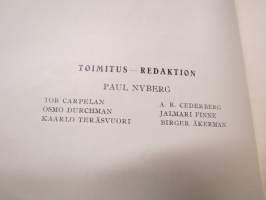 TOIMITUS — REDAKTION
PAUL NYBERG
TOR CARPELAN
OSMO DURCHMAN
KAARLO TERÄSVUORI
A. R. CEDERBERG
JALMARI FINNE
BIRGER ÅKERMAN